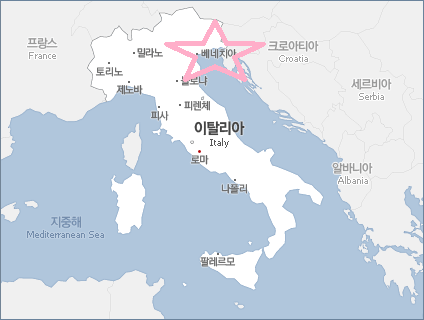 프랑스
France
밀라노
베네치아
크로아티아
Croatia
토리노
제노바
볼로냐
세르비아
Serbia
피렌체
피사
이탈리아
Italy
로마
알바니아
Albania
나폴리
지중해
Mediterranean Sea
팔레르모